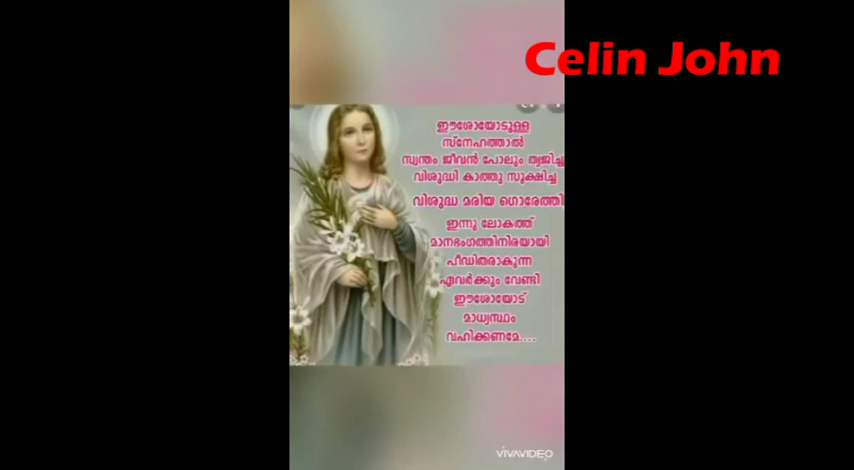 Celin John
ഈശോയോടുള്ള
സ്നേഹത്താൽ
സ്വന്തം ജീവൻ പോലും ത്യജിച്ചു
വിശുദ്ധി കാത്തു സൂക്ഷിച്ച
വിശുദ്ധ മരിയ ഗൊരേത്തി
ഇന്നു ലോകത്ത്
മാനഭംഗത്തിനിരയായി
പീഡിതരാകുന്ന
ഏവർക്കും വേണ്ടി
ഈശോയോട്
മാധ്യസ്ഥം
വഹിക്കണമേ....
VIVAVIDEO